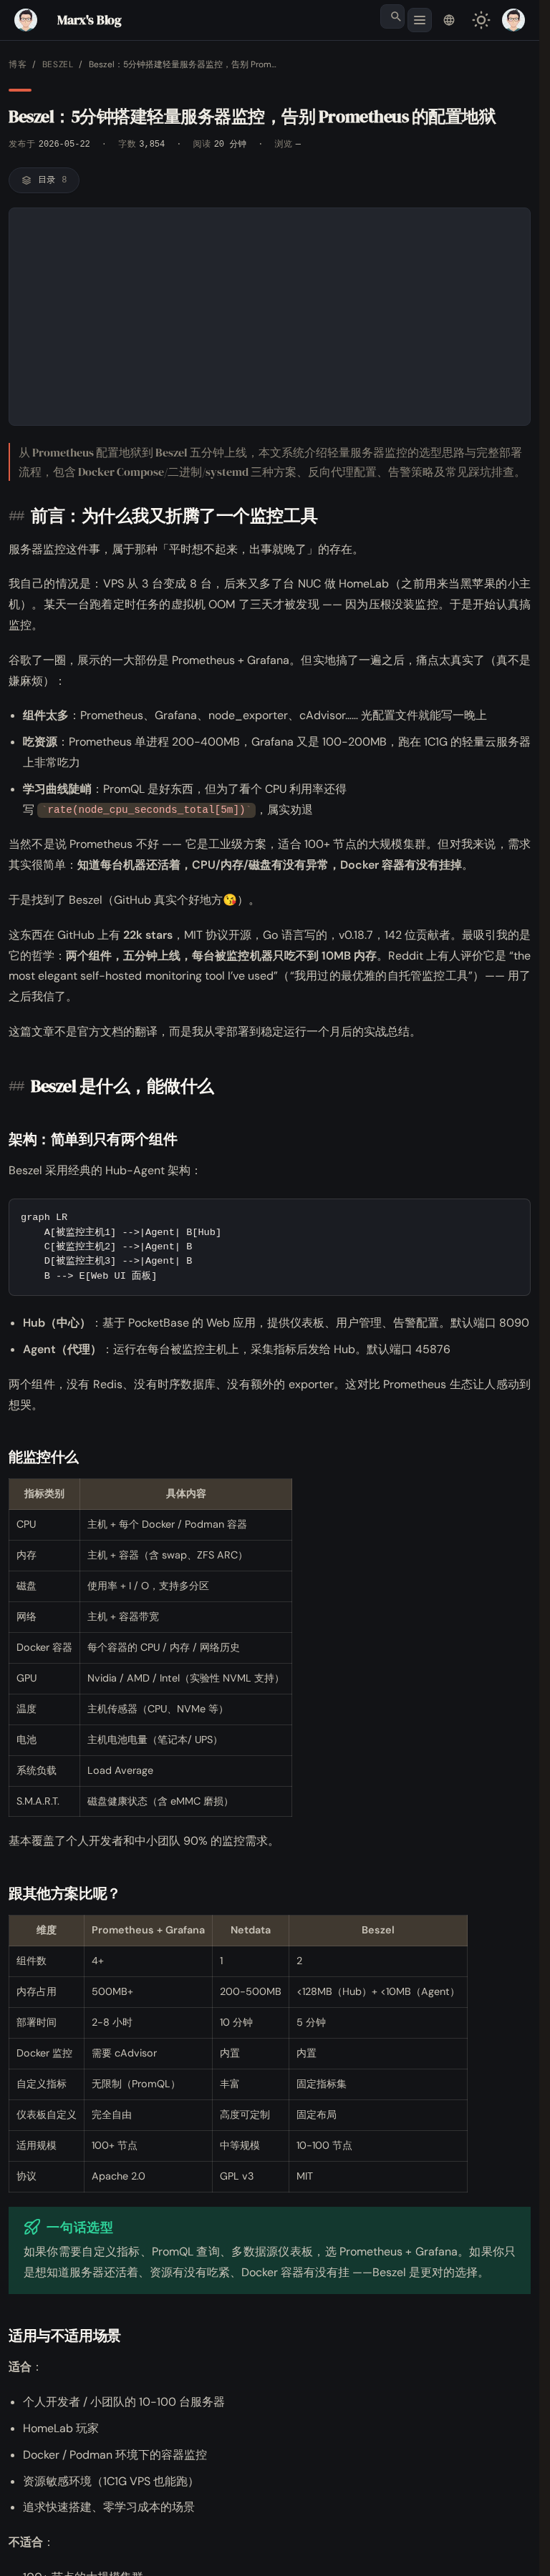 Marx's Blog
博客 / BESZEL / Beszel：5分钟搭建轻量服务器监控，告别 Prom...
Beszel：5分钟搭建轻量服务器监控，告别 Prometheus 的配置地狱
发布于 2026-05-22 · 字数 3,854 · 阅读 20 分钟 · 浏览 —
目录 8
从 Prometheus 配置地狱到 Beszel 五分钟上线，本文系统介绍轻量服务器监控的选型思路与完整部署
流程，包含 Docker Compose/二进制/systemd 三种方案、反向代理配置、告警策略及常见踩坑排查。
## 前言：为什么我又折腾了一个监控工具
服务器监控这件事，属于那种「平时想不起来，出事就晚了」的存在。
我自己的情况是：VPS 从 3 台变成 8 台，后来又多了台 NUC 做 HomeLab（之前用来当黑苹果的小主
机）。某天一台跑着定时任务的虚拟机 OOM 了三天才被发现 —— 因为压根没装监控。于是开始认真搞
监控。
谷歌了一圈，展示的一大部份是 Prometheus + Grafana。但实地搞了一遍之后，痛点太真实了（真不是
嫌麻烦）：
• 组件太多：Prometheus、Grafana、node_exporter、cAdvisor…… 光配置文件就能写一晚上
• 吃资源：Prometheus 单进程 200-400MB，Grafana 又是 100-200MB，跑在 1C1G 的轻量云服务器
上非常吃力
• 学习曲线陡峭：PromQL 是好东西，但为了看个 CPU 利用率还得
写 `rate(node_cpu_seconds_total[5m])`，属实劝退
当然不是说 Prometheus 不好 —— 它是工业级方案，适合 100+ 节点的大规模集群。但对我来说，需求
其实很简单：知道每台机器还活着，CPU/内存/磁盘有没有异常，Docker 容器有没有挂掉。
于是找到了 Beszel（GitHub 真实个好地方😘）。
这东西在 GitHub 上有 22k stars，MIT 协议开源，Go 语言写的，v0.18.7，142 位贡献者。最吸引我的是
它的哲学：两个组件，五分钟上线，每台被监控机器只吃不到 10MB 内存。Reddit 上有人评价它是 “the
most elegant self-hosted monitoring tool I’ve used”（“我用过的最优雅的自托管监控工具”）—— 用了
之后我信了。
这篇文章不是官方文档的翻译，而是我从零部署到稳定运行一个月后的实战总结。
## Beszel 是什么，能做什么
架构：简单到只有两个组件
Beszel 采用经典的 Hub-Agent 架构：
graph LR
A[被监控主机1] -->|Agent| B[Hub]
C[被监控主机2] -->|Agent| B
D[被监控主机3] -->|Agent| B
B --> E[Web UI 面板]
• Hub（中心）：基于 PocketBase 的 Web 应用，提供仪表板、用户管理、告警配置。默认端口 8090
• Agent（代理）：运行在每台被监控主机上，采集指标后发给 Hub。默认端口 45876
两个组件，没有 Redis、没有时序数据库、没有额外的 exporter。这对比 Prometheus 生态让人感动到
想哭。
能监控什么
指标类别 具体内容
CPU 主机 + 每个 Docker / Podman 容器
内存 主机 + 容器（含 swap、ZFS ARC）
磁盘 使用率 + I / O，支持多分区
网络 主机 + 容器带宽
Docker 容器 每个容器的 CPU / 内存 / 网络历史
GPU Nvidia / AMD / Intel（实验性 NVML 支持）
温度 主机传感器（CPU、NVMe 等）
电池 主机电池电量（笔记本/ UPS）
系统负载 Load Average
S.M.A.R.T. 磁盘健康状态（含 eMMC 磨损）
基本覆盖了个人开发者和中小团队 90% 的监控需求。
跟其他方案比呢？
维度 Prometheus + Grafana Netdata Beszel
组件数 4+ 1 2
内存占用 500MB+ 200-500MB <128MB（Hub）+ <10MB（Agent）
部署时间 2-8 小时 10 分钟 5 分钟
Docker 监控 需要 cAdvisor 内置 内置
自定义指标 无限制（PromQL） 丰富 固定指标集
仪表板自定义 完全自由 高度可定制 固定布局
适用规模 100+ 节点 中等规模 10-100 节点
协议 Apache 2.0 GPL v3 MIT
一句话选型
如果你需要自定义指标、PromQL 查询、多数据源仪表板，选 Prometheus + Grafana。如果你只
是想知道服务器还活着、资源有没有吃紧、Docker 容器有没有挂 ——Beszel 是更对的选择。
适用与不适用场景
适合：
• 个人开发者 / 小团队的 10-100 台服务器
• HomeLab 玩家
• Docker / Podman 环境下的容器监控
• 资源敏感环境（1C1G VPS 也能跑）
• 追求快速搭建、零学习成本的场景
不适合：
• 100+ 节点的大规模集群